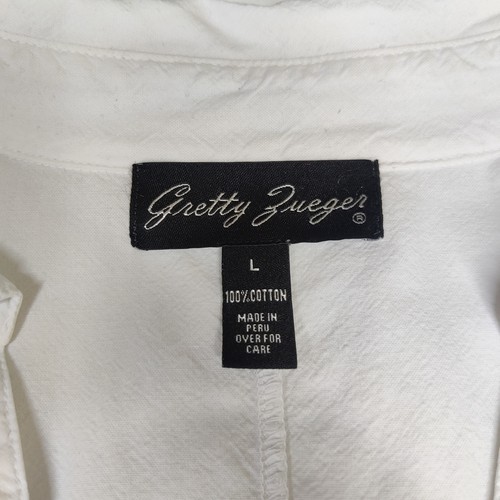 Gretty Zueger ®
L
100% COTTON
MADE IN
PERU
OVER FOR
CARE